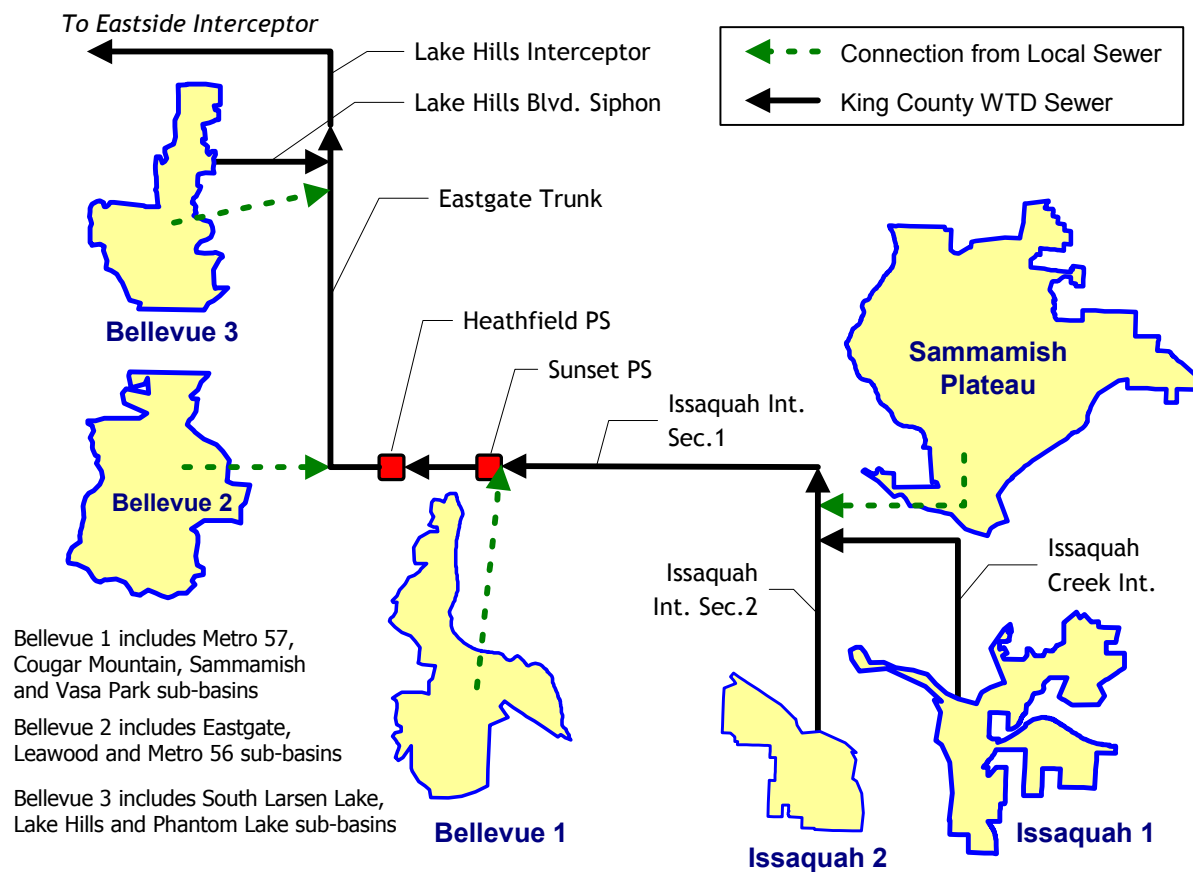 To Eastside Interceptor
Lake Hills Interceptor
Lake Hills Blvd. Siphon
Connection from Local Sewer
King County WTD Sewer
Eastgate Trunk
Bellevue 3
Heathfield PS
Sunset PS
Sammamish
Plateau
Issaquah Int.
Sec.1
Bellevue 2
Issaquah
Int. Sec.2
Issaquah
Creek Int.
Bellevue 1 includes Metro 57,
Cougar Mountain, Sammamish
and Vasa Park sub-basins
Bellevue 2 includes Eastgate,
Leawood and Metro 56 sub-basins
Bellevue 3 includes South Larsen Lake,
Lake Hills and Phantom Lake sub-basins
Bellevue 1
Issaquah 2
Issaquah 1